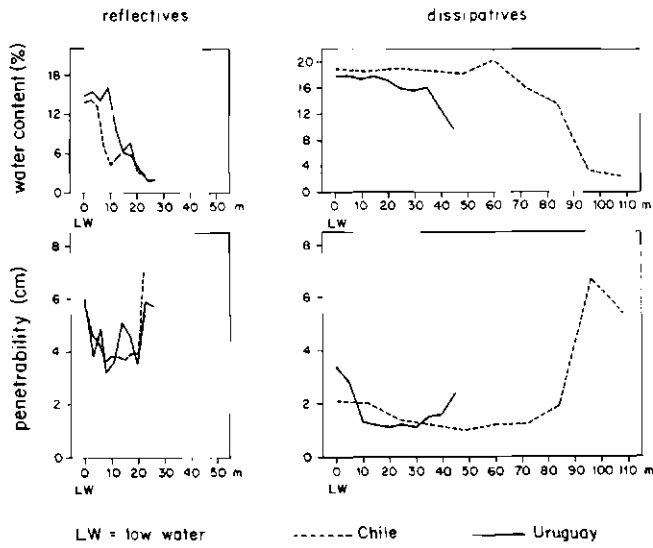 reflectives dissipatives
water content (%)
18
12
6
0
0 10 20 30 40 50 m
LW
20
16
12
8
4
0
0 10 20 30 40 50 60 70 80 90 100 110 m
LW
penetrability (cm)
8
6
4
2
0
0 10 20 30 40 50 m
LW
8
6
4
2
0
0 10 20 30 40 50 60 70 80 90 100 110 m
LW
LW = low water Chile Uruguay